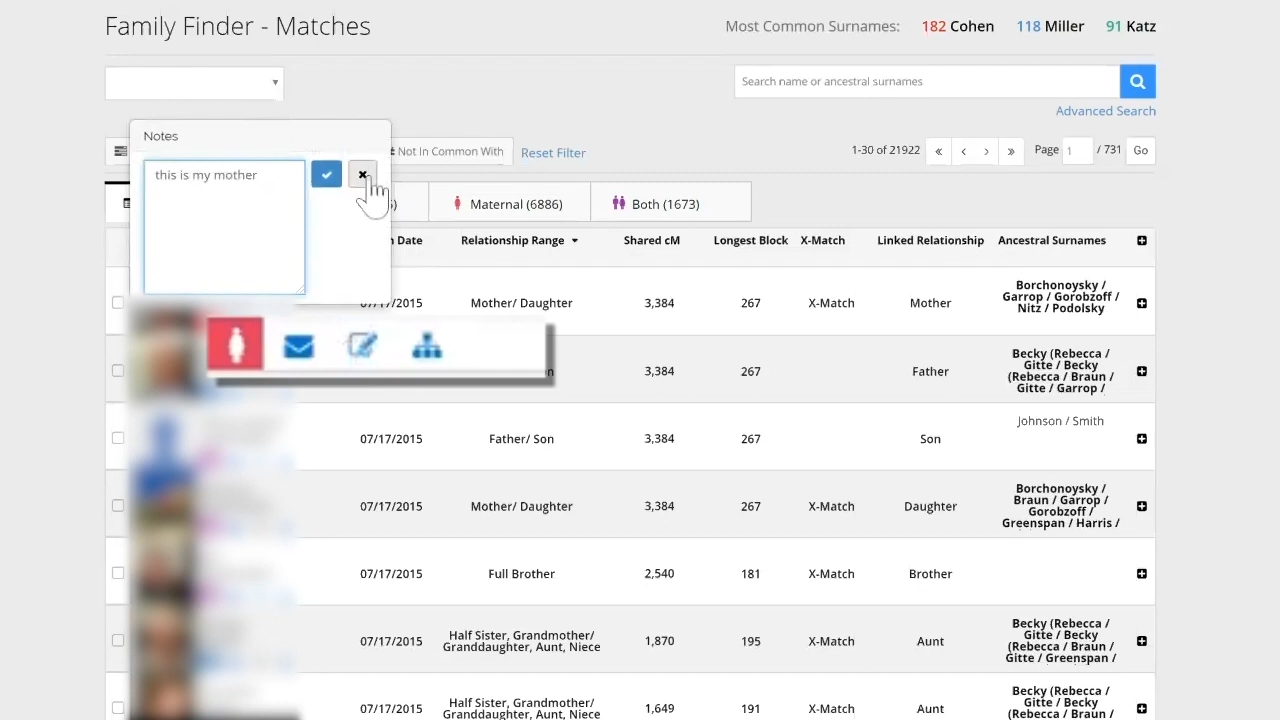 Family Finder - Matches
Most Common Surnames: 182 Cohen 118 Miller 91 Katz
Search name or ancestral surnames
Advanced Search
Notes
this is my mother
Not In Common With
Reset Filter
1-30 of 21922
« ‹ › »
Page 1 / 731 Go
Maternal (6886)
Both (1673)
Date
Relationship Range
Shared cM
Longest Block
X-Match
Linked Relationship
Ancestral Surnames
07/17/2015 Mother/ Daughter 3,384 267 X-Match Mother
Borchonoysky /
Garrop / Gorobzoff /
Nitz / Podolsky
3,384 267 Father
Becky (Rebecca /
Gitte / Becky
(Rebecca / Braun /
Gitte / Garrop /
07/17/2015 Father/ Son 3,384 267 Son
Johnson / Smith
07/17/2015 Mother/ Daughter 3,384 267 X-Match Daughter
Borchonoysky /
Braun / Garrop /
Gorobzoff /
Greenspan / Harris /
07/17/2015 Full Brother 2,540 181 X-Match Brother
07/17/2015
Half Sister, Grandmother/
Granddaughter, Aunt, Niece
1,870 195 X-Match Aunt
Becky (Rebecca /
Gitte / Becky
(Rebecca / Braun /
Gitte / Greenspan /
07/17/2015
Half Sister, Grandmother/
Granddaughter, Aunt, Niece
1,649 191 X-Match Aunt
Becky (Rebecca /
Gitte / Becky
(Rebecca / Braun /